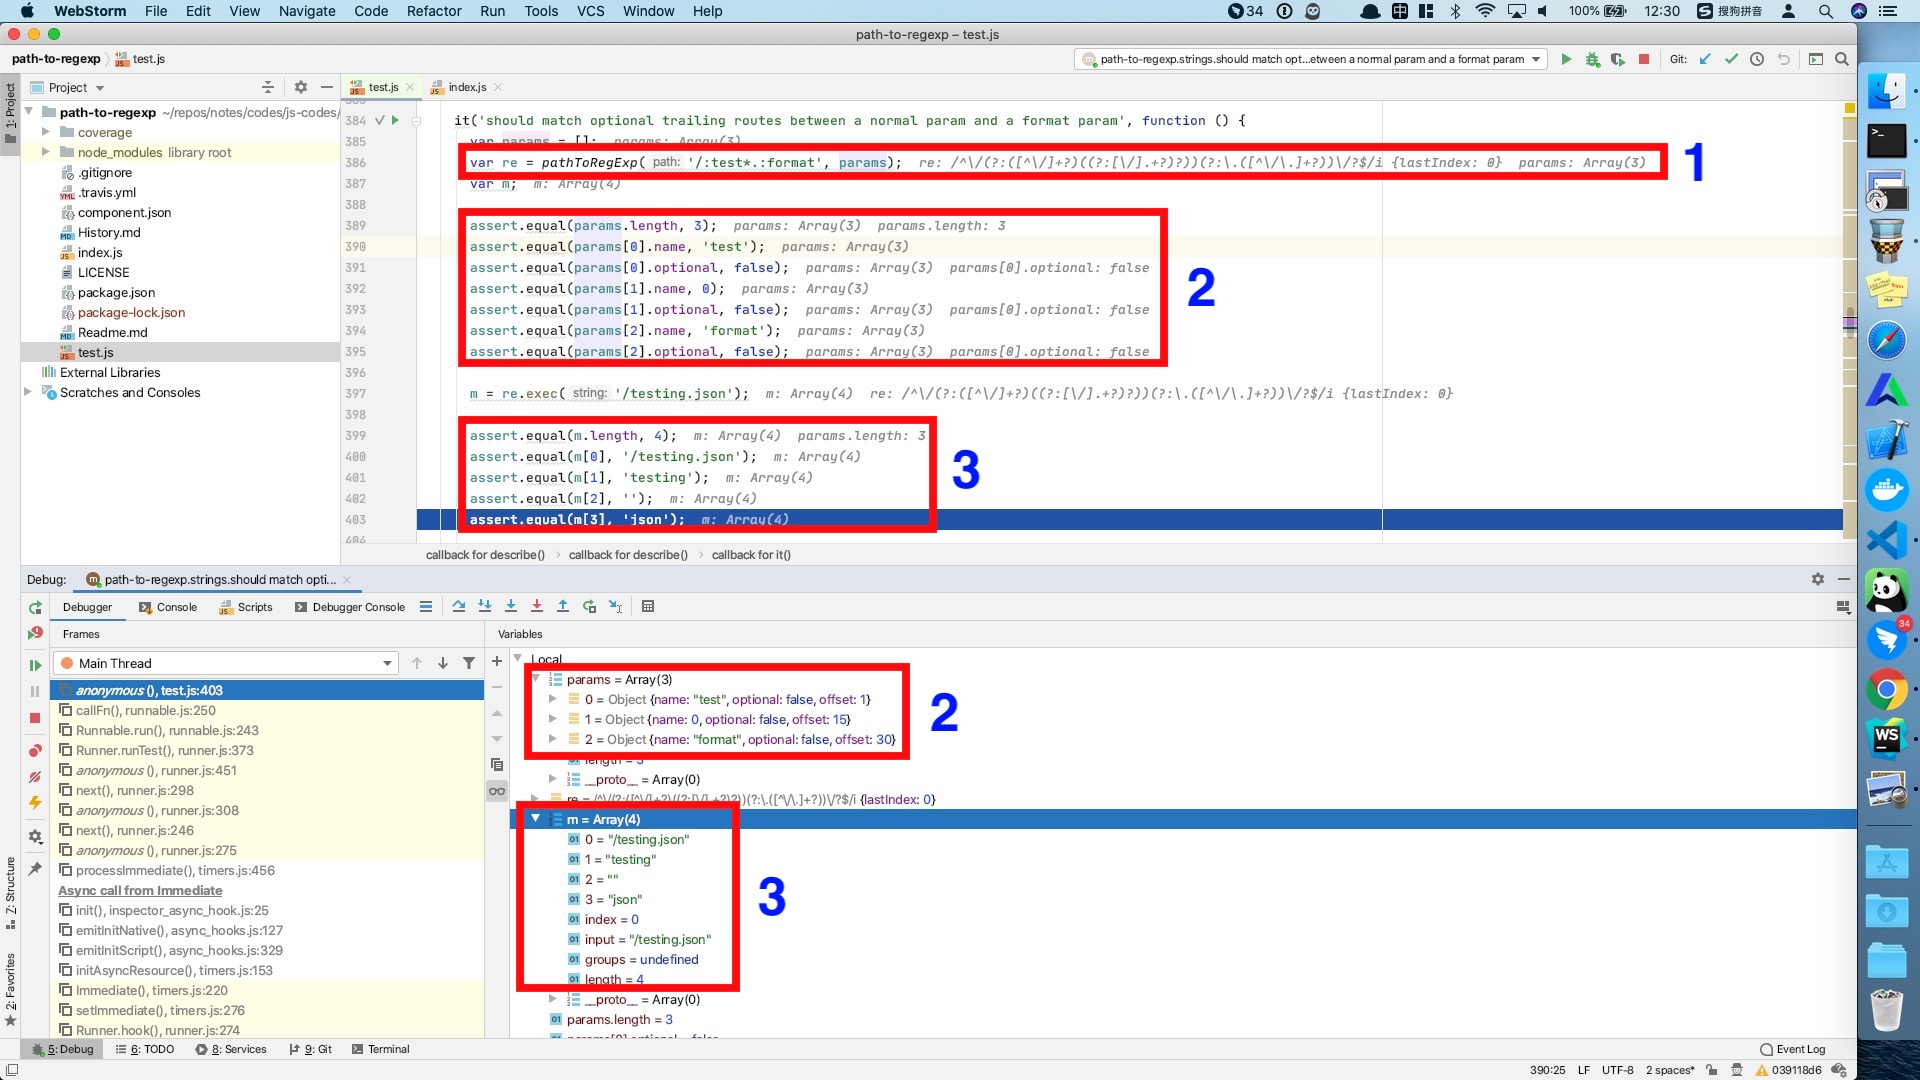 WebStorm File Edit View Navigate Code Refactor Run Tools VCS Window Help 34 100% 12:30 搜狗拼音
path-to-regexp – test.js
path-to-regexp test.js path-to-regexp.strings.should match opt...etween a normal param and a format param Git:
1: Project
Project
path-to-regexp ~/repos/notes/codes/js-codes/
coverage
node_modules library root
.gitignore
.travis.yml
component.json
History.md
index.js
LICENSE
package.json
package-lock.json
Readme.md
test.js
External Libraries
Scratches and Consoles
test.js index.js
384 it('should match optional trailing routes between a normal param and a format param', function () {
385 var params = []; params: Array(3)
386 var re = pathToRegExp( path: '/:test*.:format', params); re: /^\/(?:([^\/]+?)((?:[\/].+?)?))(?:\.([^\/\.]+?))\/?$/i {lastIndex: 0} params: Array(3)
1
387 var m; m: Array(4)
388
389 assert.equal(params.length, 3); params: Array(3) params.length: 3
390 assert.equal(params[0].name, 'test'); params: Array(3)
391 assert.equal(params[0].optional, false); params: Array(3) params[0].optional: false
392 assert.equal(params[1].name, 0); params: Array(3)
2
393 assert.equal(params[1].optional, false); params: Array(3) params[0].optional: false
394 assert.equal(params[2].name, 'format'); params: Array(3)
395 assert.equal(params[2].optional, false); params: Array(3) params[0].optional: false
396
397 m = re.exec( string: '/testing.json'); m: Array(4) re: /^\/(?:([^\/]+?)((?:[\/].+?)?))(?:\.([^\/\.]+?))\/?$/i {lastIndex: 0}
398
399 assert.equal(m.length, 4); m: Array(4) params.length: 3
400 assert.equal(m[0], '/testing.json'); m: Array(4)
401 assert.equal(m[1], 'testing'); m: Array(4)
3
402 assert.equal(m[2], ''); m: Array(4)
403 assert.equal(m[3], 'json'); m: Array(4)
404
callback for describe() callback for describe() callback for it()
Debug: path-to-regexp.strings.should match opti...
Debugger Console Scripts Debugger Console
Frames
Main Thread
anonymous(), test.js:403
callFn(), runnable.js:250
Runnable.run(), runnable.js:243
Runner.runTest(), runner.js:373
anonymous(), runner.js:451
next(), runner.js:298
anonymous(), runner.js:308
next(), runner.js:246
anonymous(), runner.js:275
processImmediate(), timers.js:456
Async call from Immediate
init(), inspector_async_hook.js:25
emitInitNative(), async_hooks.js:127
emitInitScript(), async_hooks.js:329
initAsyncResource(), timers.js:153
Immediate(), timers.js:220
setImmediate(), timers.js:276
Runner.hook(), runner.js:274
Variables
Local
params = Array(3)
0 = Object {name: "test", optional: false, offset: 1}
1 = Object {name: 0, optional: false, offset: 15}
2
2 = Object {name: "format", optional: false, offset: 30}
length = 3
__proto__ = Array(0)
re = /^\/(?:([^\/]+?)((?:[\/].+?)?))(?:\.([^\/\.]+?))\/?$/i {lastIndex: 0}
m = Array(4)
0 = "/testing.json"
1 = "testing"
2 = ""
3 = "json"
3
index = 0
input = "/testing.json"
groups = undefined
length = 4
__proto__ = Array(0)
params.length = 3
params[0].optional = false
Z: Structure
2: Favorites
5: Debug 6: TODO 8: Services 9: Git Terminal Event Log
390:25 LF UTF-8 2 spaces* 039118d6
34
WS